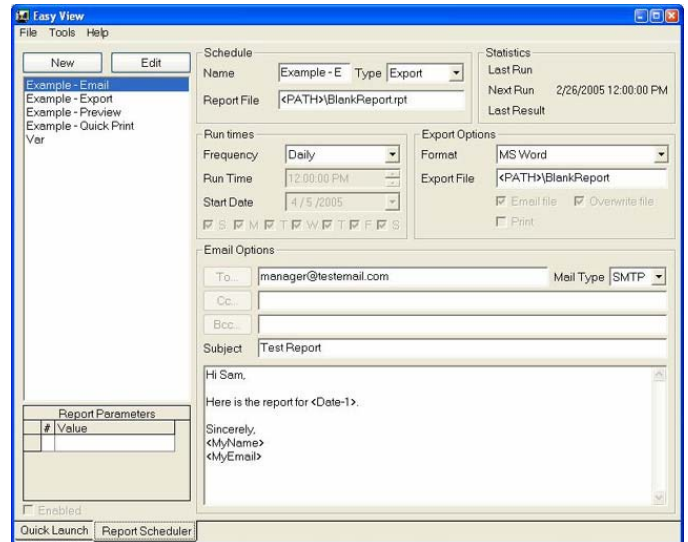 Easy View
File Tools Help
New Edit
Example - Email
Example - Export
Example - Preview
Example - Quick Print
Var
Report Parameters
# Value
Enabled
Quick Launch Report Scheduler
Schedule
Name Example - E Type Export
Report File <PATH>\BlankReport.rpt
Statistics
Last Run
Next Run 2/26/2005 12:00:00 PM
Last Result
Run times
Frequency Daily
Run Time 12:00:00 PM
Start Date 4 / 5 /2005
S M T W T F S
Export Options
Format MS Word
Export File <PATH>\BlankReport
Email file Overwrite file
Print
Email Options
To... manager@testemail.com Mail Type SMTP
Cc...
Bcc...
Subject Test Report
Hi Sam,
Here is the report for <Date-1>.
Sincerely,
<MyName>
<MyEmail>